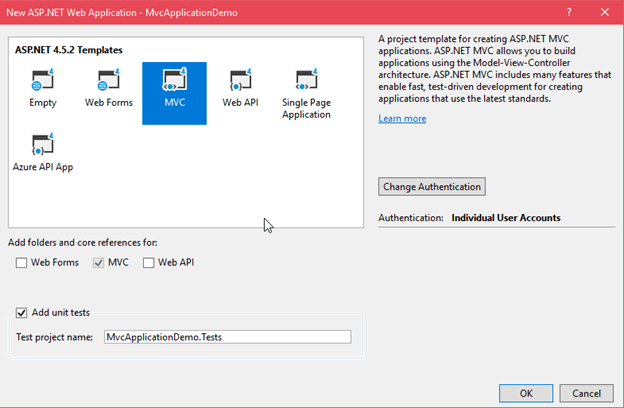 New ASP.NET Web Application - MvcApplicationDemo
? ×
ASP.NET 4.5.2 Templates
Empty
Web Forms
MVC
Web API
Single Page
Application
Azure API App
A project template for creating ASP.NET MVC
applications. ASP.NET MVC allows you to build
applications using the Model-View-Controller
architecture. ASP.NET MVC includes many features that
enable fast, test-driven development for creating
applications that use the latest standards.
Learn more
Change Authentication
Authentication: Individual User Accounts
Add folders and core references for:
Web Forms MVC Web API
Add unit tests
Test project name: MvcApplicationDemo.Tests
OK Cancel